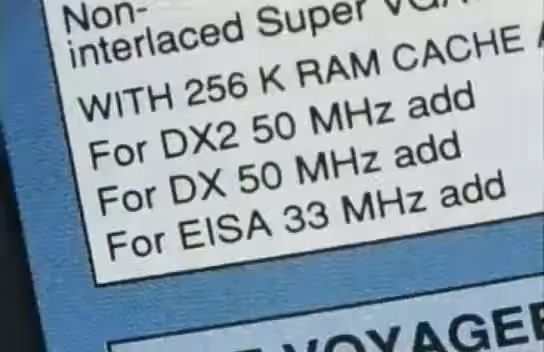 Non-
interlaced Super
WITH 256 K RAM CACHE
For DX2 50 MHz add
For DX 50 MHz add
For EISA 33 MHz add
VOYAGER